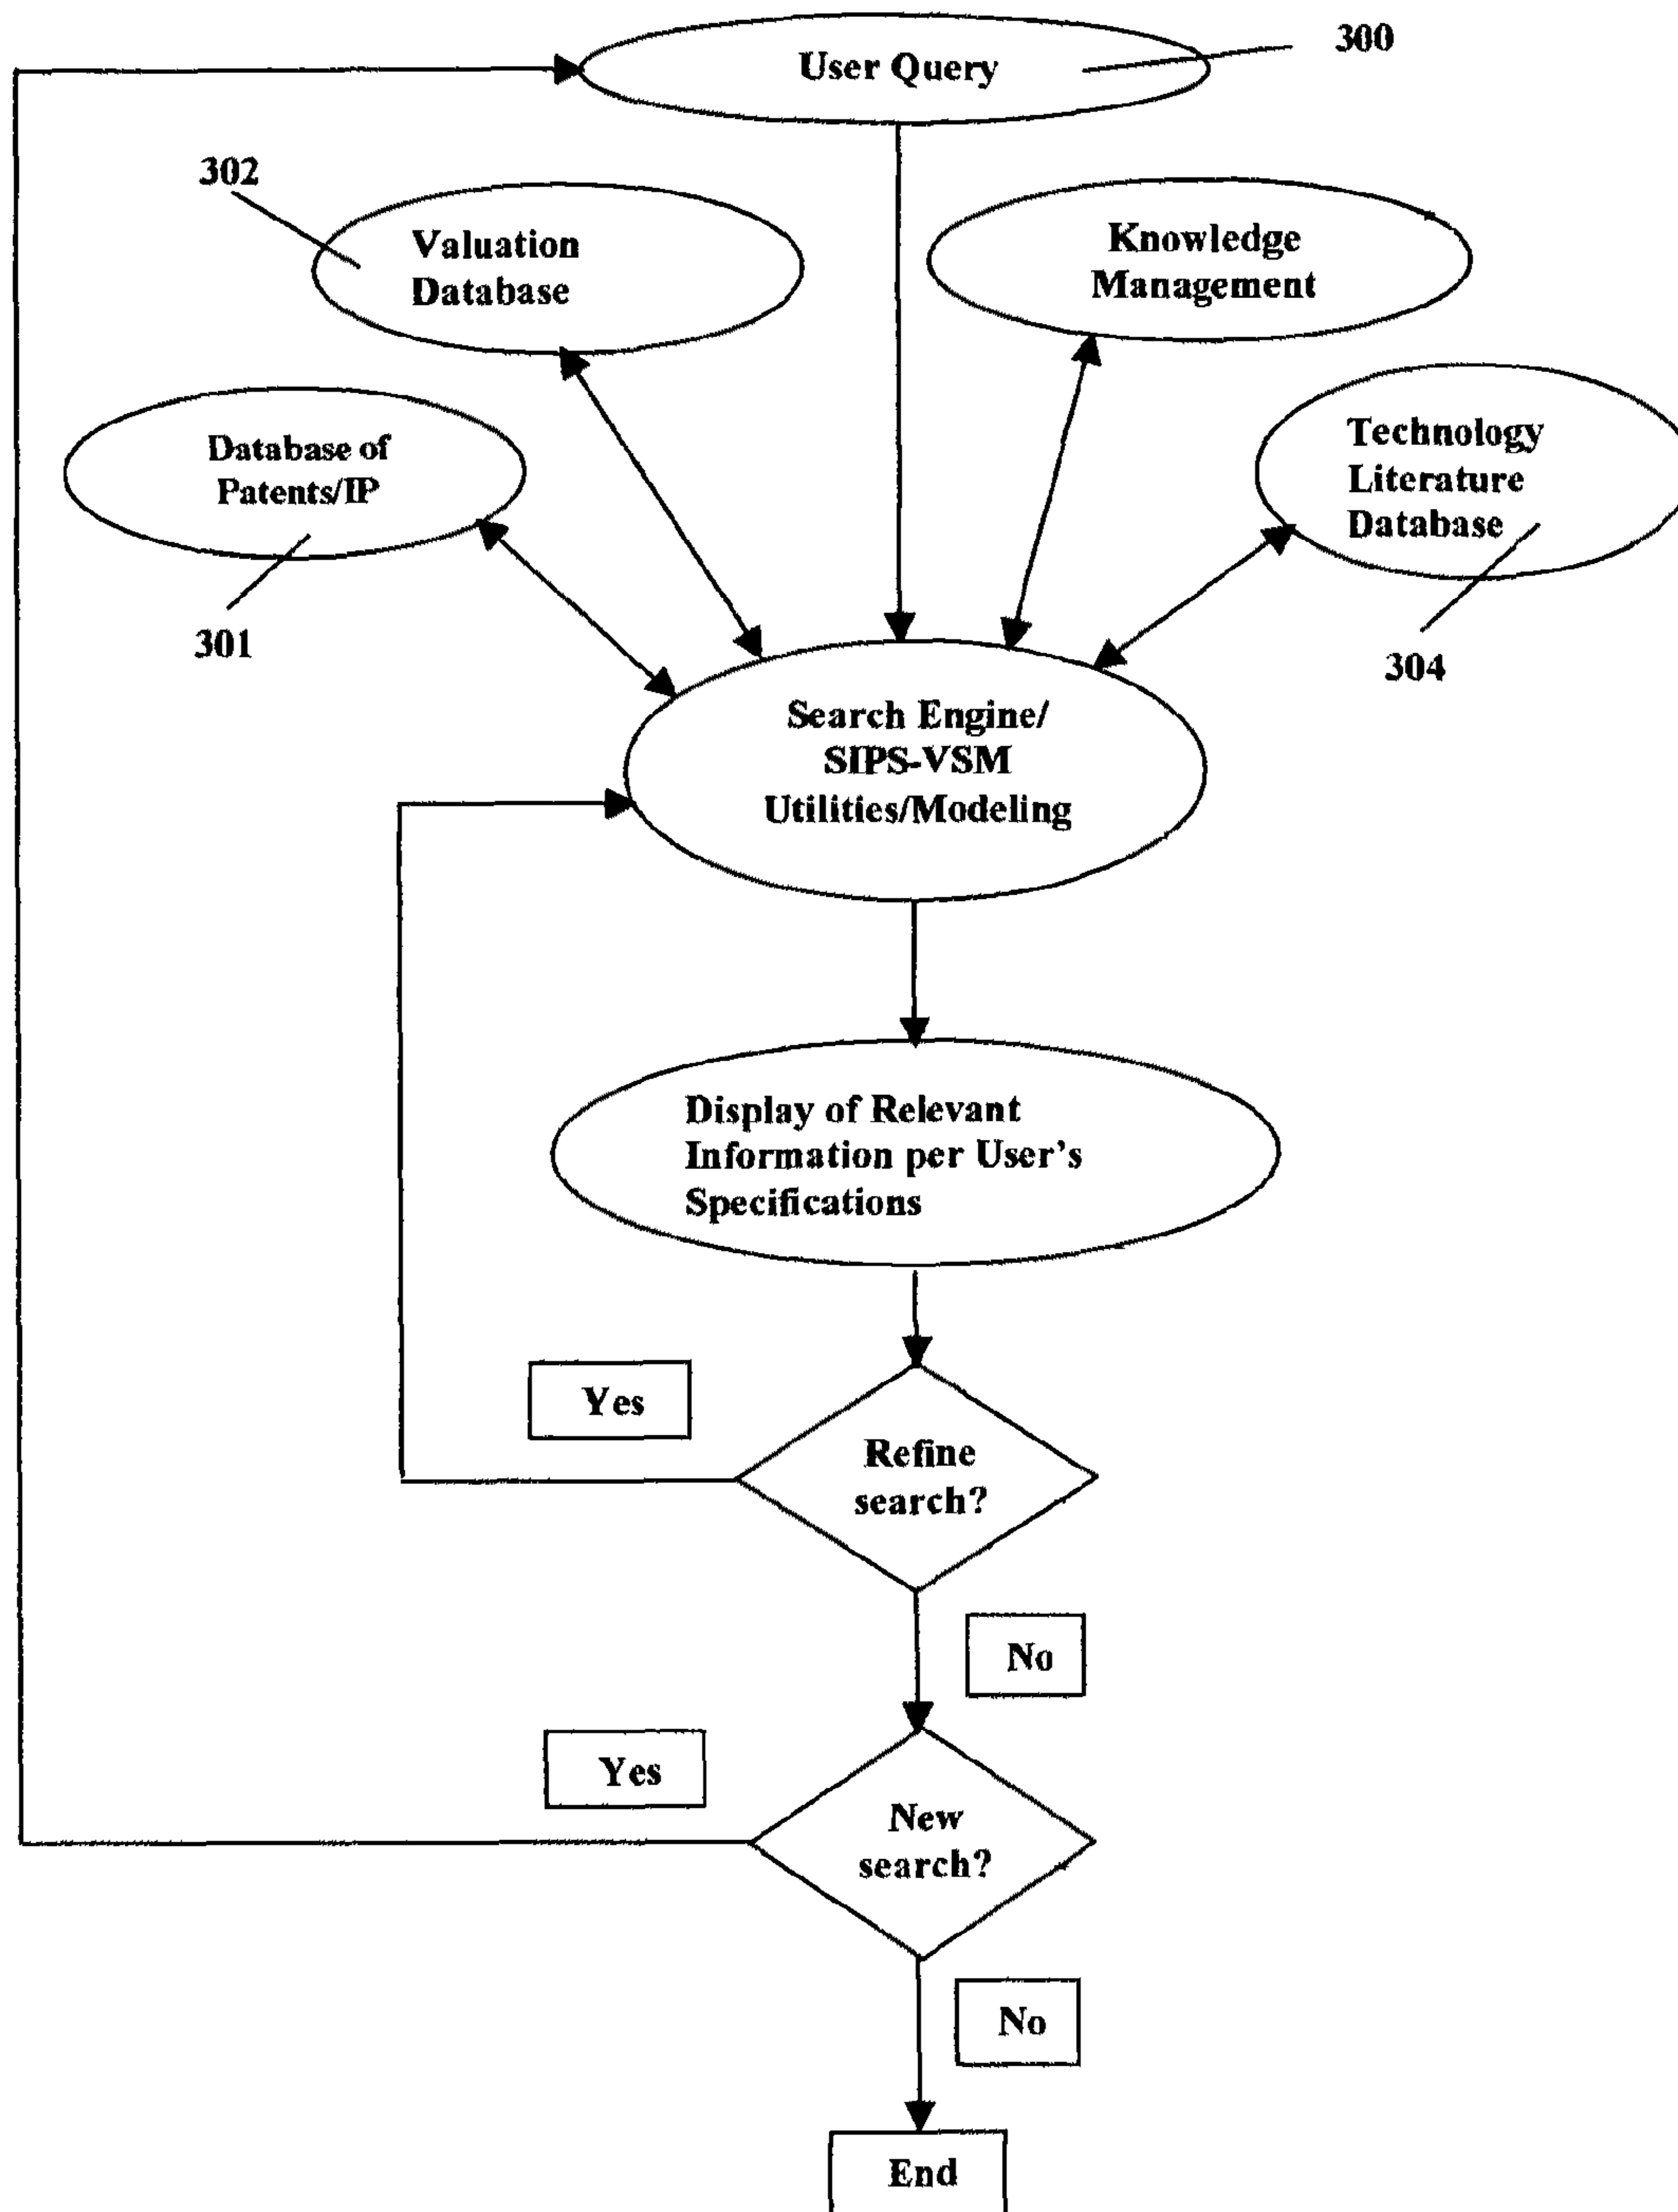 User Query
300
302
Valuation
Database
Knowledge
Management
Database of
Patents/IP
Technology
Literature
Database
301
304
Search Engine/
SIPS-VSM
Utilities/Modeling
Display of Relevant
Information per User's
Specifications
Yes
Refine
search?
No
Yes
New
search?
No
End